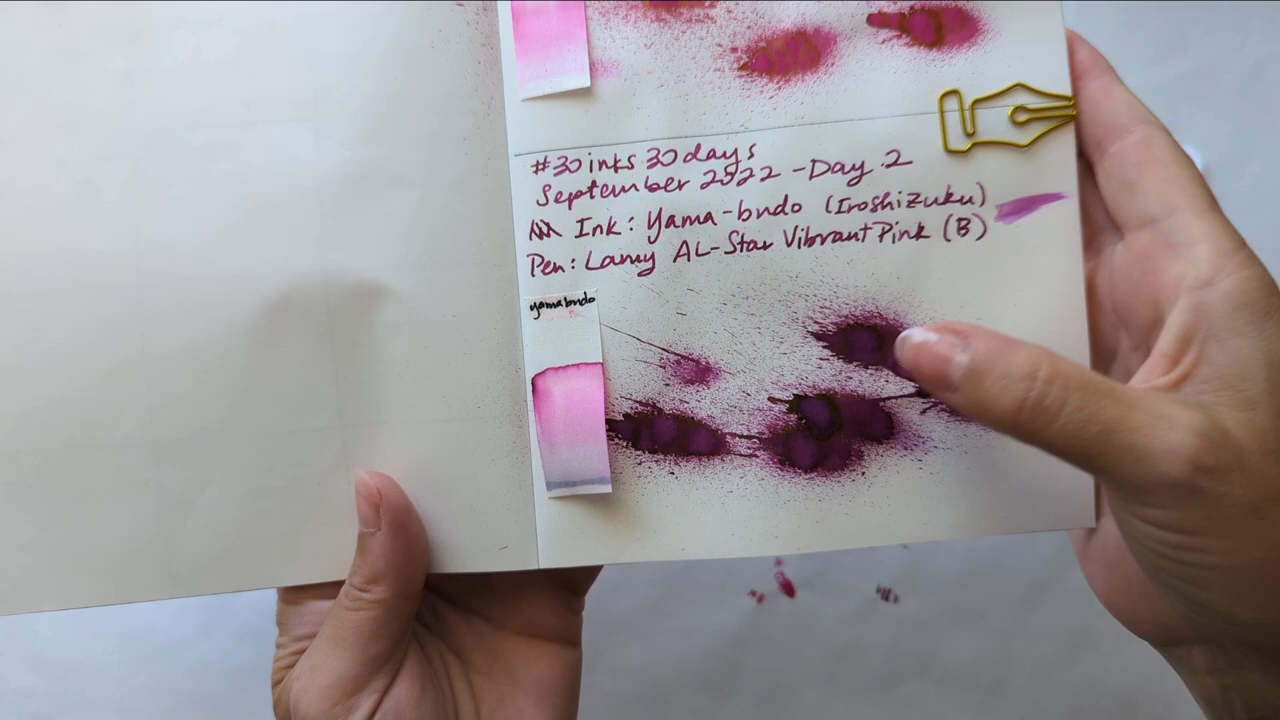 #30inks30days
September 2022 - Day 2
Ink: Yama-budo (Iroshizuku)
Pen: Lamy AL-Star Vibrant Pink (B)
yamabudo